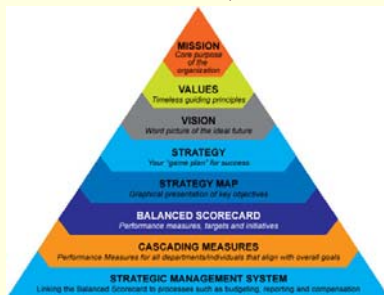 MISSION
Core purpose
of the
organization
VALUES
Timeless guiding principles
VISION
Word picture of the ideal future
STRATEGY
Your "game plan" for success
STRATEGY MAP
Graphical presentation of key objectives
BALANCED SCORECARD
Performance measures, targets and initiatives
CASCADING MEASURES
Performance Measures for all departments/individuals that align with overall goals
STRATEGIC MANAGEMENT SYSTEM
Linking the Balanced Scorecard to processes such as budgeting, reporting and compensation